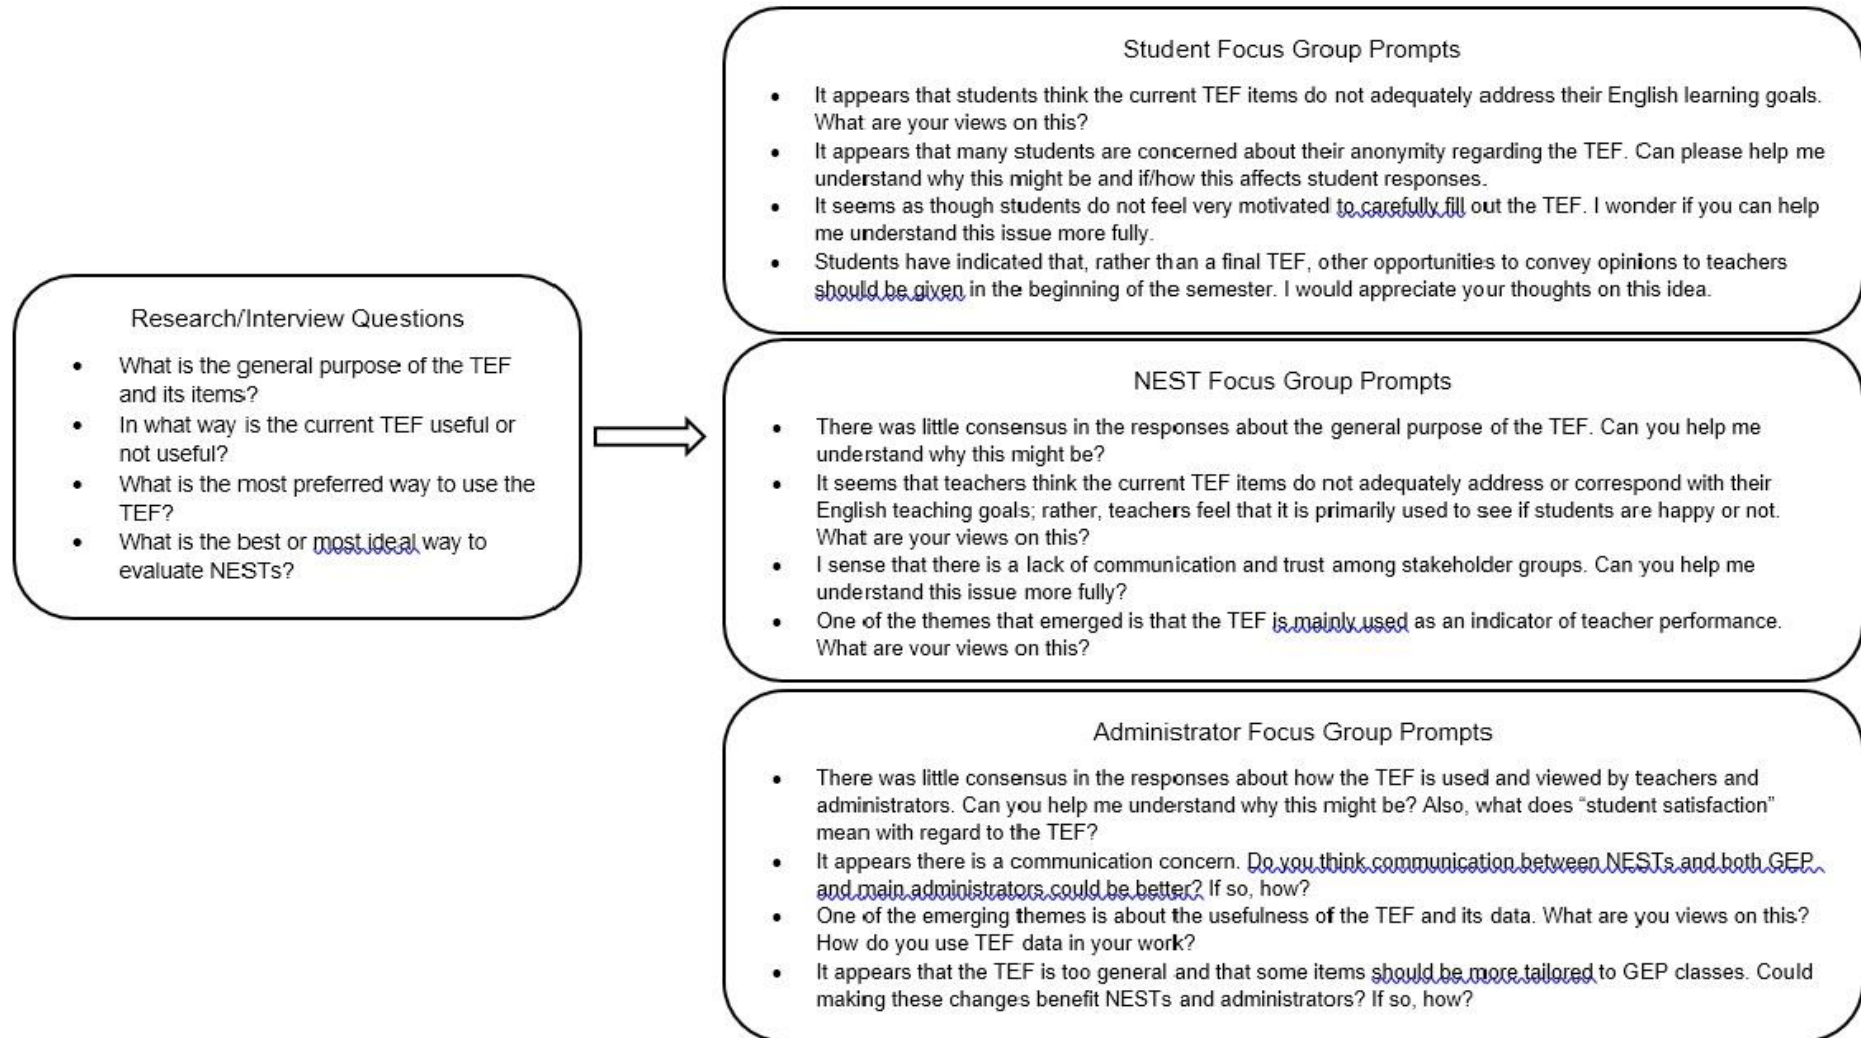 Research/Interview Questions
• What is the general purpose of the TEF
and its items?
• In what way is the current TEF useful or
not useful?
• What is the most preferred way to use the
TEF?
• What is the best or most ideal way to
evaluate NESTs?
Student Focus Group Prompts
• It appears that students think the current TEF items do not adequately address their English learning goals.
What are your views on this?
• It appears that many students are concerned about their anonymity regarding the TEF. Can please help me
understand why this might be and if/how this affects student responses.
• It seems as though students do not feel very motivated to carefully fill out the TEF. I wonder if you can help
me understand this issue more fully.
• Students have indicated that, rather than a final TEF, other opportunities to convey opinions to teachers
should be given in the beginning of the semester. I would appreciate your thoughts on this idea.
NEST Focus Group Prompts
• There was little consensus in the responses about the general purpose of the TEF. Can you help me
understand why this might be?
• It seems that teachers think the current TEF items do not adequately address or correspond with their
English teaching goals; rather, teachers feel that it is primarily used to see if students are happy or not.
What are your views on this?
• I sense that there is a lack of communication and trust among stakeholder groups. Can you help me
understand this issue more fully?
• One of the themes that emerged is that the TEF is mainly used as an indicator of teacher performance.
What are your views on this?
Administrator Focus Group Prompts
• There was little consensus in the responses about how the TEF is used and viewed by teachers and
administrators. Can you help me understand why this might be? Also, what does “student satisfaction”
mean with regard to the TEF?
• It appears there is a communication concern. Do you think communication between NESTs and both GEP
and main administrators could be better? If so, how?
• One of the emerging themes is about the usefulness of the TEF and its data. What are you views on this?
How do you use TEF data in your work?
• It appears that the TEF is too general and that some items should be more tailored to GEP classes. Could
making these changes benefit NESTs and administrators? If so, how?